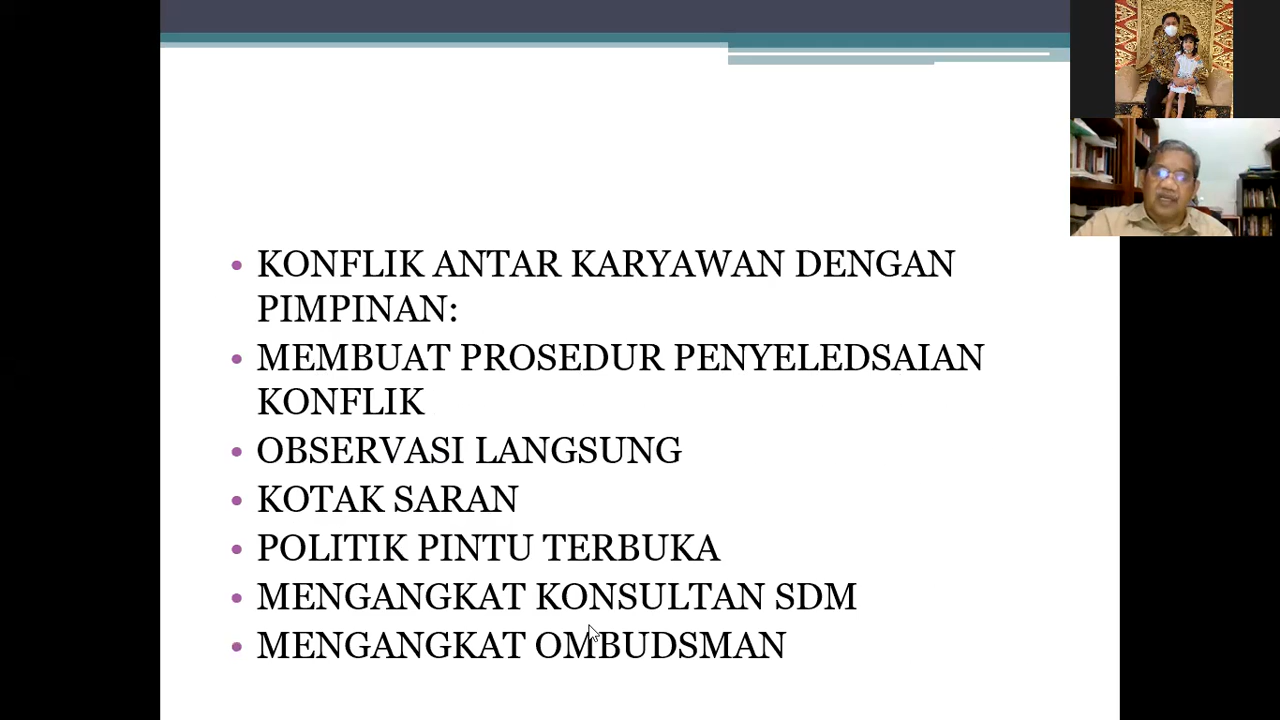 • KONFLIK ANTAR KARYAWAN DENGAN
PIMPINAN:
• MEMBUAT PROSEDUR PENYELEDSAIAN
KONFLIK
• OBSERVASI LANGSUNG
• KOTAK SARAN
• POLITIK PINTU TERBUKA
• MENGANGKAT KONSULTAN SDM
• MENGANGKAT OMBUDSMAN